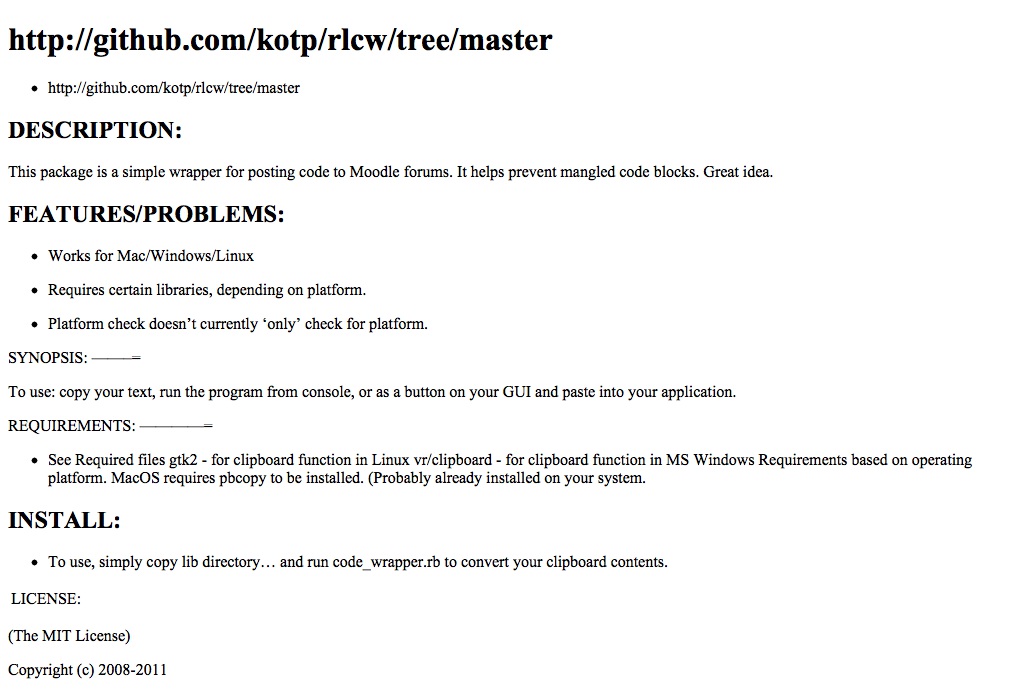 http://github.com/kotp/rlcw/tree/master
• http://github.com/kotp/rlcw/tree/master
DESCRIPTION:
This package is a simple wrapper for posting code to Moodle forums. It helps prevent mangled code blocks. Great idea.
FEATURES/PROBLEMS:
• Works for Mac/Windows/Linux
• Requires certain libraries, depending on platform.
• Platform check doesn’t currently ‘only’ check for platform.
SYNOPSIS: ———=
To use: copy your text, run the program from console, or as a button on your GUI and paste into your application.
REQUIREMENTS: ————–=
• See Required files gtk2 - for clipboard function in Linux vr/clipboard - for clipboard function in MS Windows Requirements based on operating
platform. MacOS requires pbcopy to be installed. (Probably already installed on your system.
INSTALL:
• To use, simply copy lib directory… and run code_wrapper.rb to convert your clipboard contents.
LICENSE:
(The MIT License)
Copyright (c) 2008-2011